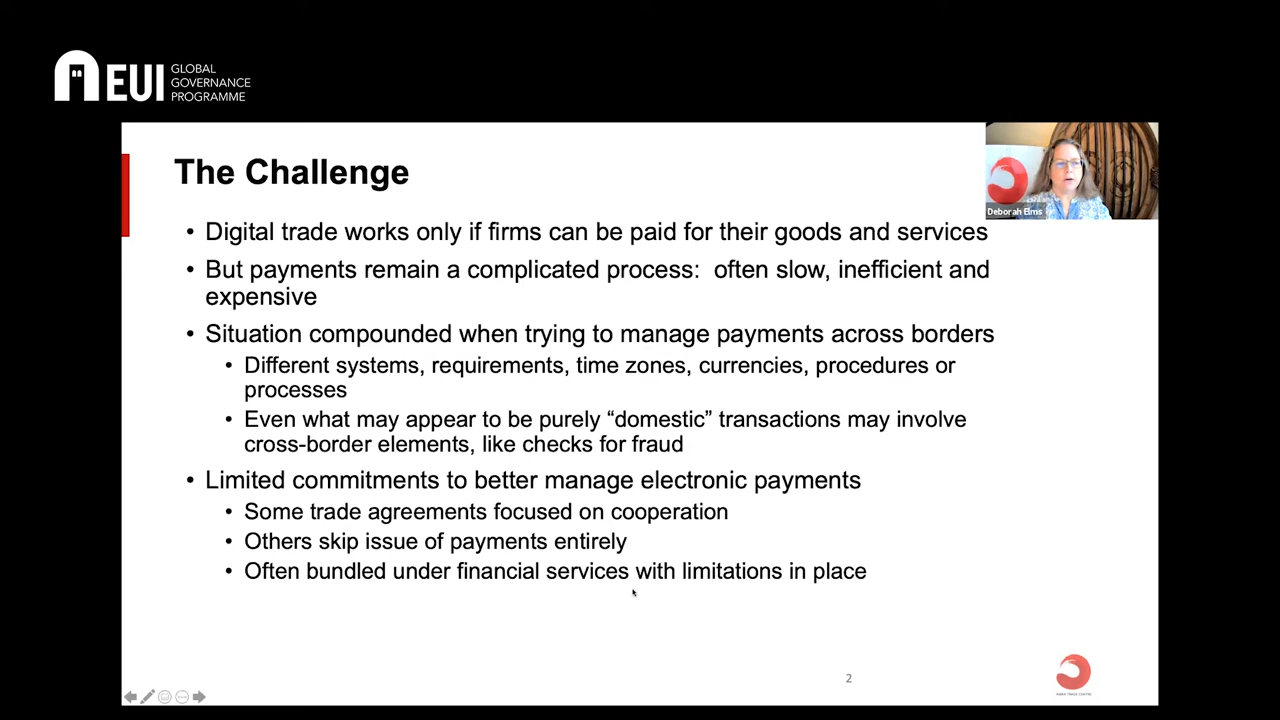 EUI
GLOBAL
GOVERNANCE
PROGRAMME
The Challenge
Deborah Elms
• Digital trade works only if firms can be paid for their goods and services
• But payments remain a complicated process:  often slow, inefficient and
expensive
• Situation compounded when trying to manage payments across borders
• Different systems, requirements, time zones, currencies, procedures or
processes
• Even what may appear to be purely “domestic” transactions may involve
cross-border elements, like checks for fraud
• Limited commitments to better manage electronic payments
• Some trade agreements focused on cooperation
• Others skip issue of payments entirely
• Often bundled under financial services with limitations in place
2
ASIAN TRADE CENTRE